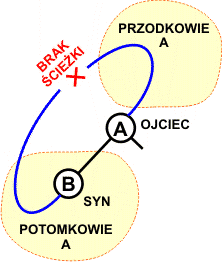 PRZODKOWIE
A
BRAK
ŚCIEŻKI
A
OJCIEC
B
SYN
POTOMKOWIE
A